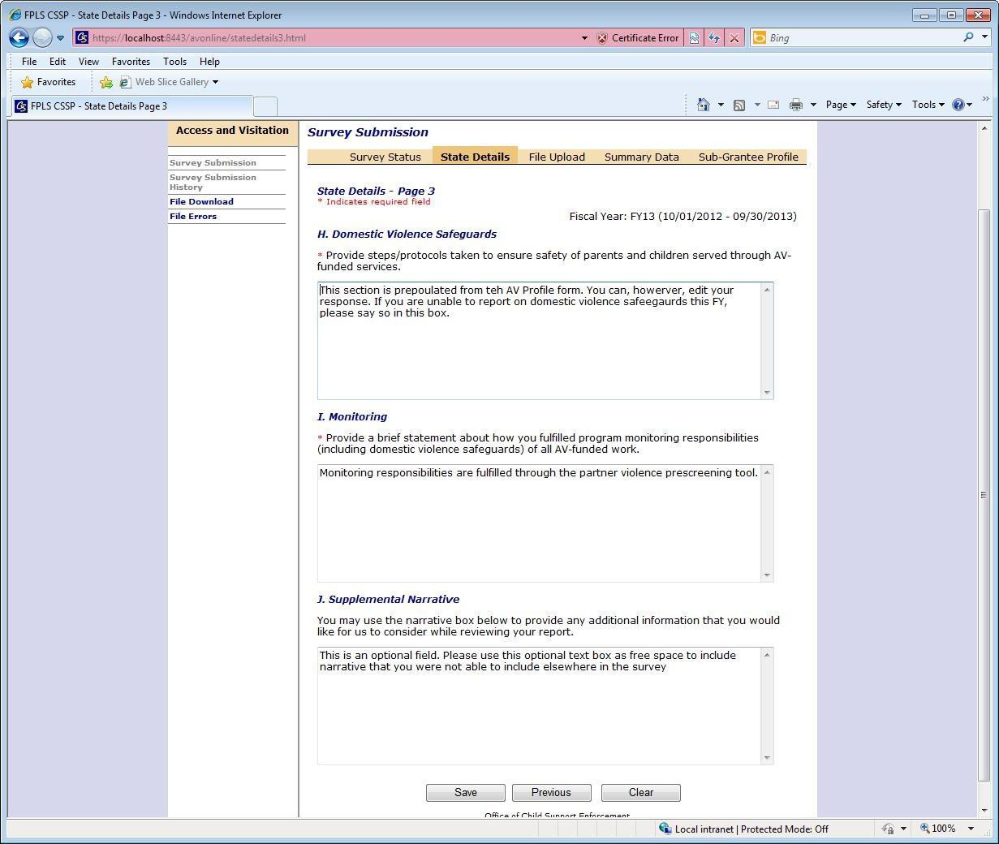 FPLS CSSP - State Details Page 3 - Windows Internet Explorer
https://localhost:8443/avonline/statedetails3.html
Certificate Error
Bing
File Edit View Favorites Tools Help
Favorites
Web Slice Gallery
FPLS CSSP - State Details Page 3
Page Safety Tools
Access and Visitation
Survey Submission
Survey Submission
History
File Download
File Errors
Survey Submission
Survey Status State Details File Upload Summary Data Sub-Grantee Profile
State Details - Page 3
* Indicates required field
Fiscal Year: FY13 (10/01/2012 - 09/30/2013)
H. Domestic Violence Safeguards
* Provide steps/protocols taken to ensure safety of parents and children served through AV-
funded services.
This section is prepoulated from teh AV Profile form. You can, howerver, edit your
response. If you are unable to report on domestic violence safeegaurds this FY,
please say so in this box.
I. Monitoring
* Provide a brief statement about how you fulfilled program monitoring responsibilities
(including domestic violence safeguards) of all AV-funded work.
Monitoring responsibilities are fulfilled through the partner violence prescreening tool.
J. Supplemental Narrative
You may use the narrative box below to provide any additional information that you would
like for us to consider while reviewing your report.
This is an optional field. Please use this optional text box as free space to include
narrative that you were not able to include elsewhere in the survey
Save Previous Clear
Office of Child Support Enforcement
Local intranet | Protected Mode: Off
100%